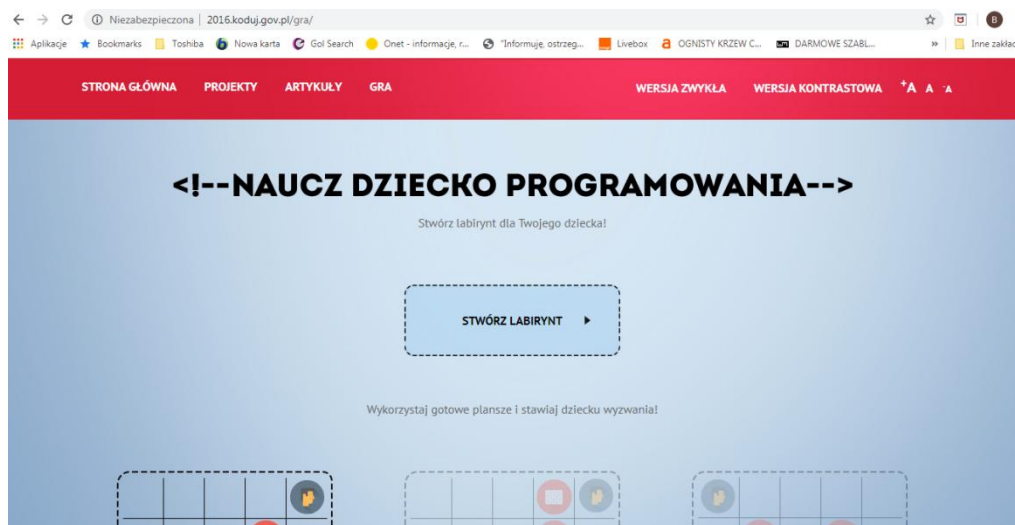 Niezabezpieczona | 2016.koduj.gov.pl/gra/
B
Aplikacje Bookmarks Toshiba Nowa karta Gol Search Onet - informacje, r... "Informuję, ostrzeg... Livebox OGNISTY KRZEW C... DARMOWE SZABL... » Inne zakład
STRONA GŁÓWNA PROJEKTY ARTYKUŁY GRA WERSJA ZWYKŁA WERSJA KONTRASTOWA +A A -A
<!--NAUCZ DZIECKO PROGRAMOWANIA-->
Stwórz labirynt dla Twojego dziecka!
STWÓRZ LABIRYNT
Wykorzystaj gotowe plansze i stawiaj dziecku wyzwania!